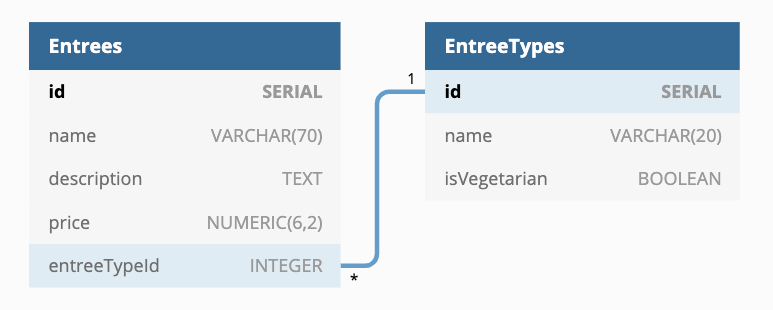 Entrees
id SERIAL
name VARCHAR(70)
description TEXT
price NUMERIC(6,2)
entreeTypeId INTEGER
1
*
EntreeTypes
id SERIAL
name VARCHAR(20)
isVegetarian BOOLEAN